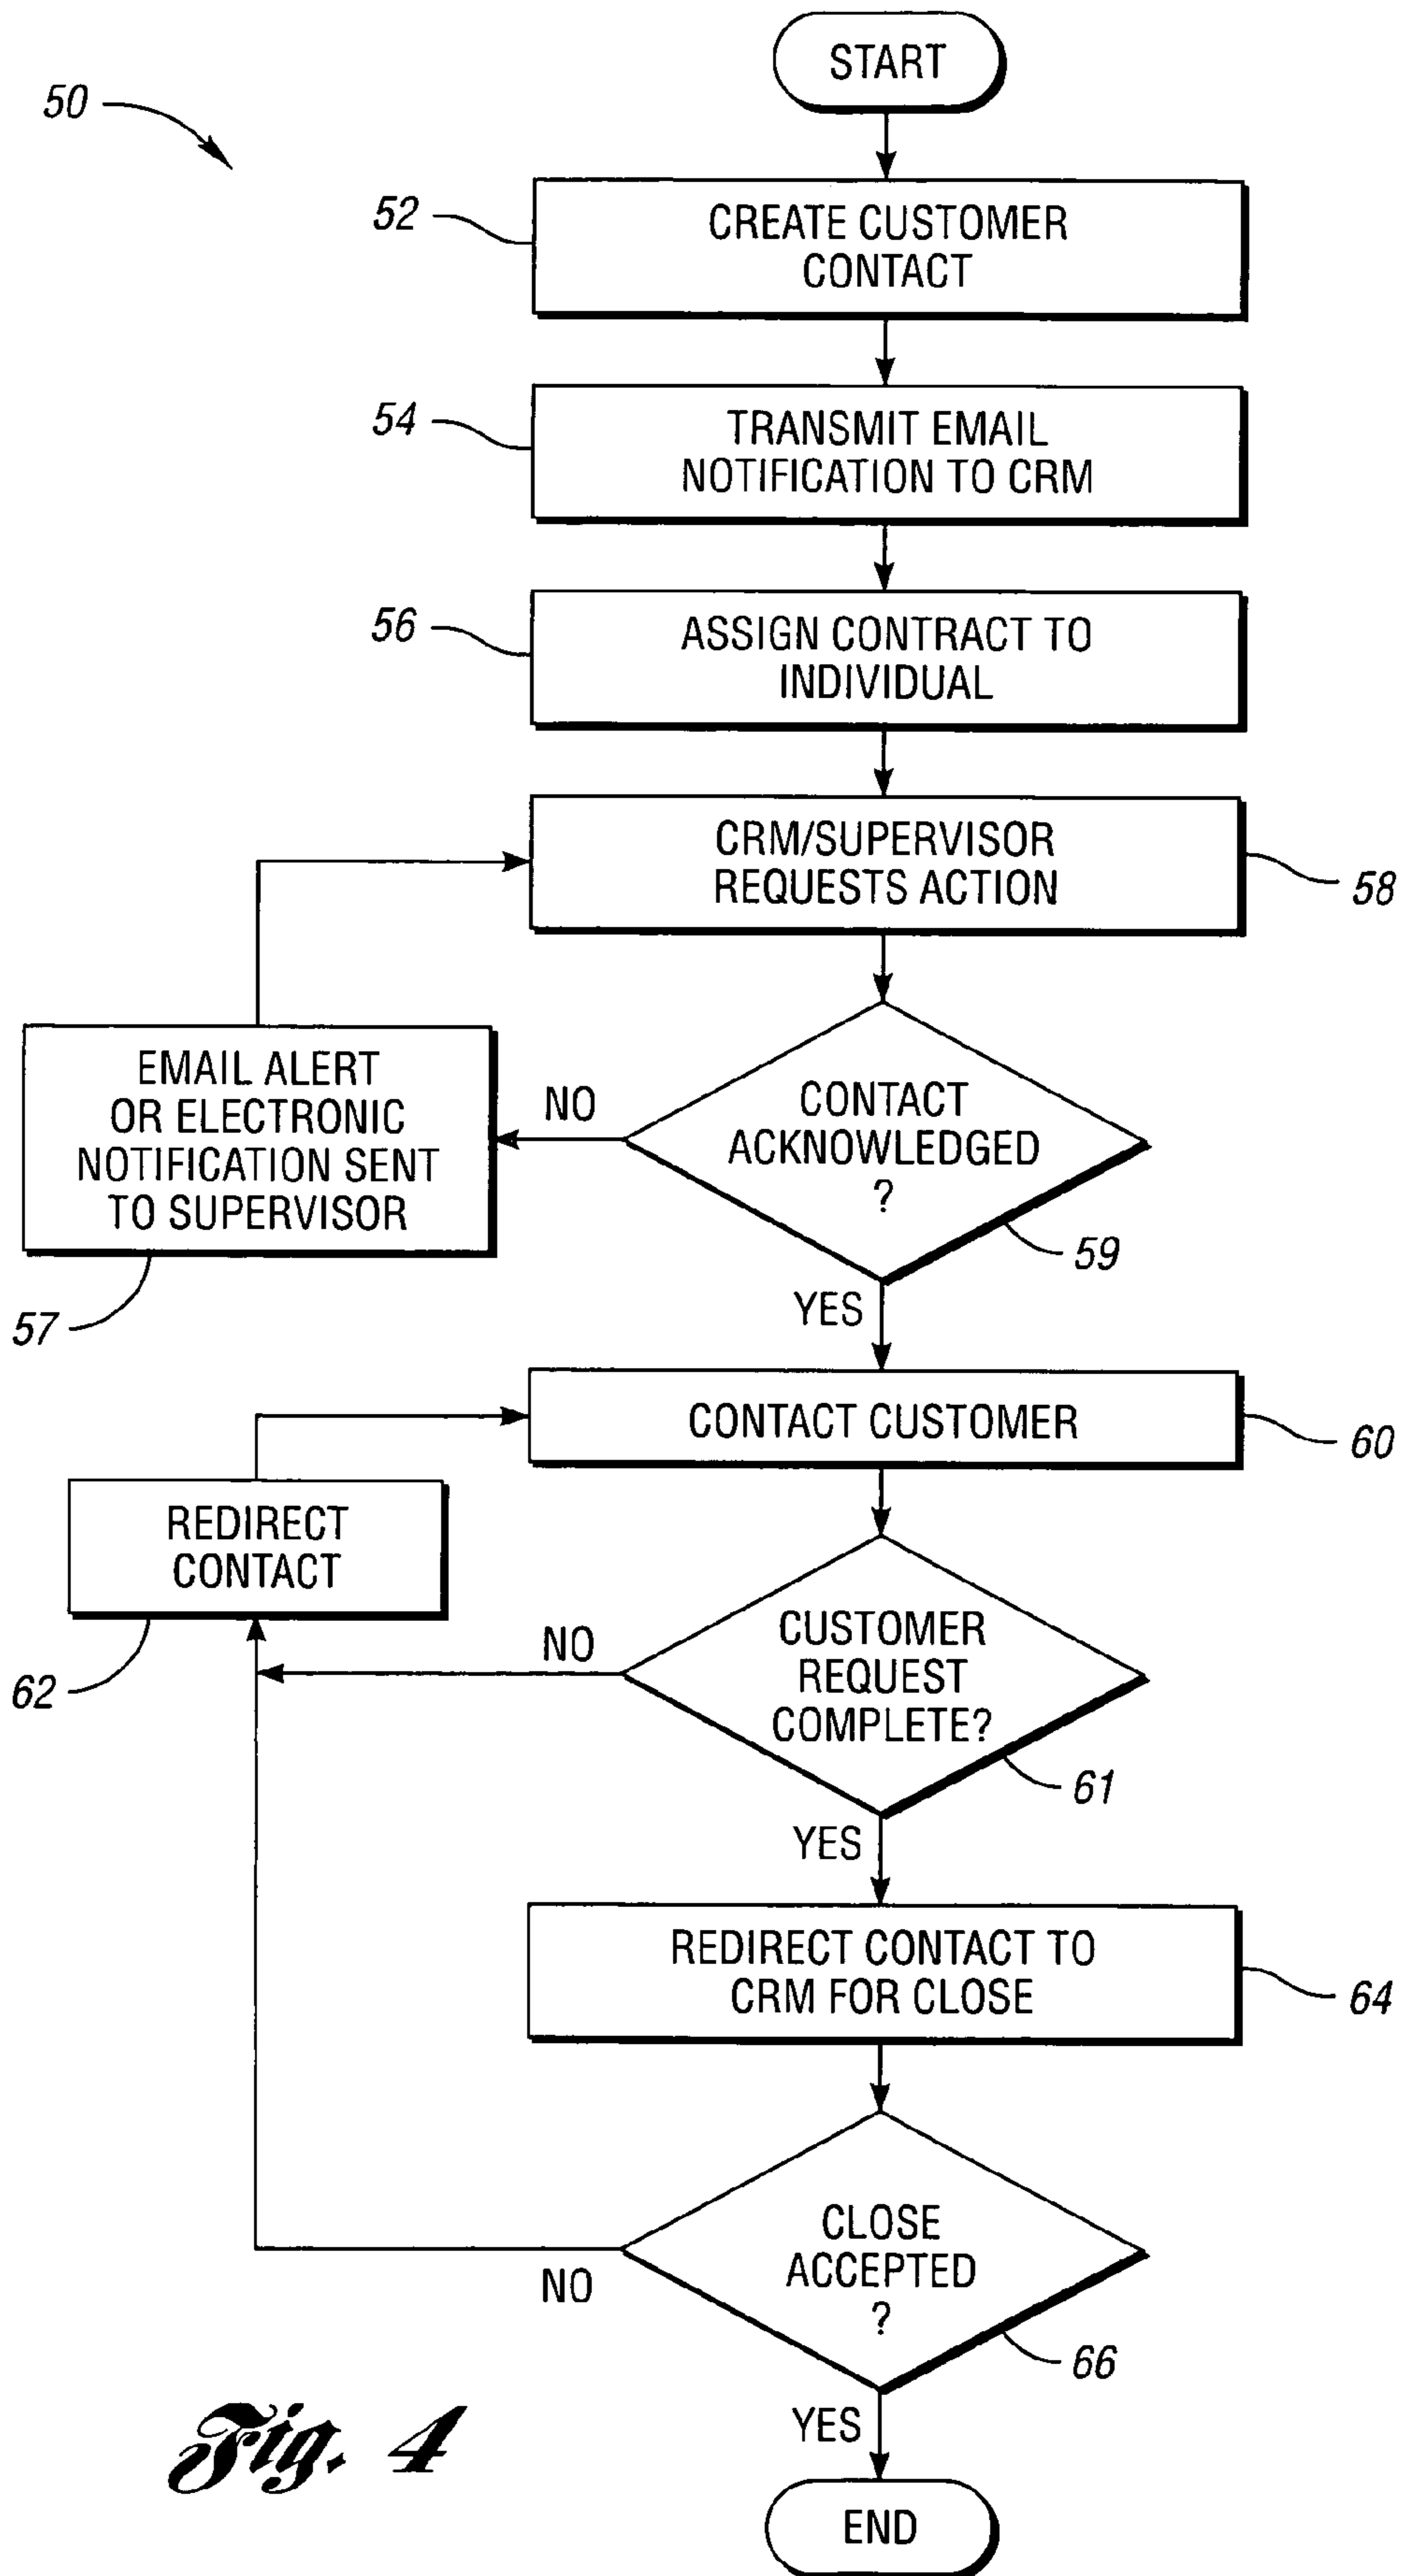 START
50
52
CREATE CUSTOMER
CONTACT
54
TRANSMIT EMAIL
NOTIFICATION TO CRM
56
ASSIGN CONTRACT TO
INDIVIDUAL
CRM/SUPERVISOR
REQUESTS ACTION
58
EMAIL ALERT
OR ELECTRONIC
NOTIFICATION SENT
TO SUPERVISOR
57
NO
CONTACT
ACKNOWLEDGED
?
59
YES
CONTACT CUSTOMER
60
REDIRECT
CONTACT
62
NO
CUSTOMER
REQUEST
COMPLETE?
61
YES
REDIRECT CONTACT TO
CRM FOR CLOSE
64
CLOSE
ACCEPTED
?
NO
66
YES
Fig. 4
END